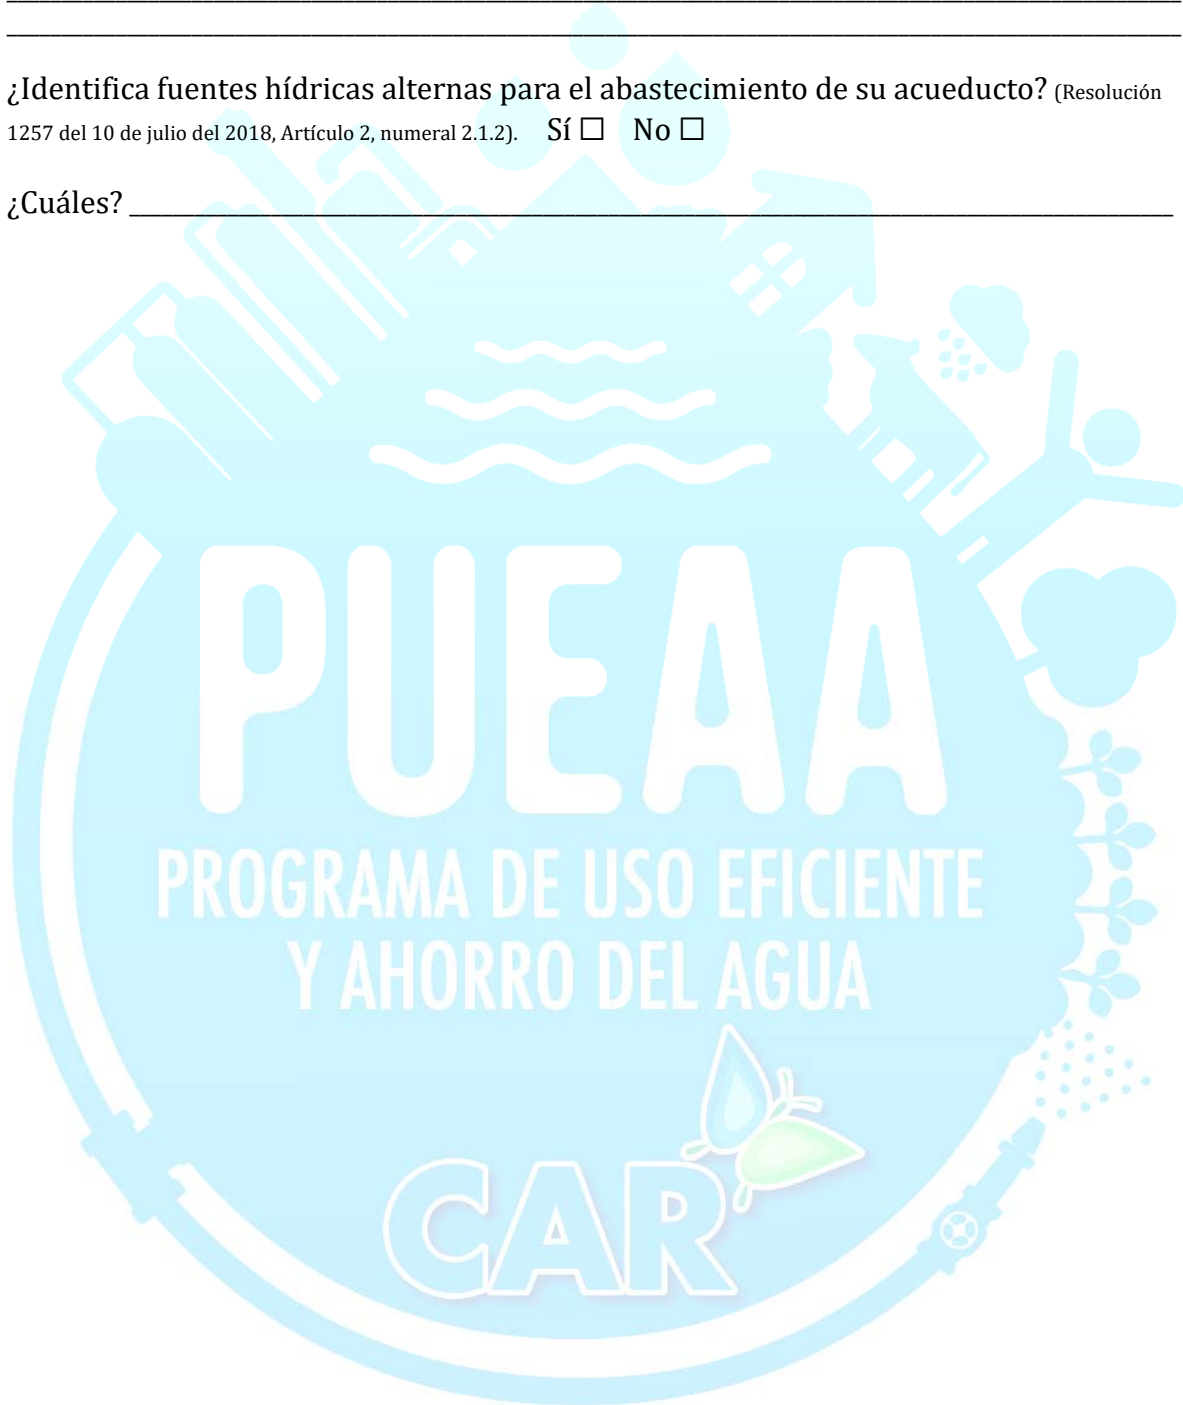 ¿Identifica fuentes hídricas alternas para el abastecimiento de su acueducto? (Resolución
1257 del 10 de julio del 2018, Artículo 2, numeral 2.1.2). Sí ☐ No ☐
¿Cuáles? ___
PUEAA
PROGRAMA DE USO EFICIENTE
Y AHORRO DEL AGUA
CAR